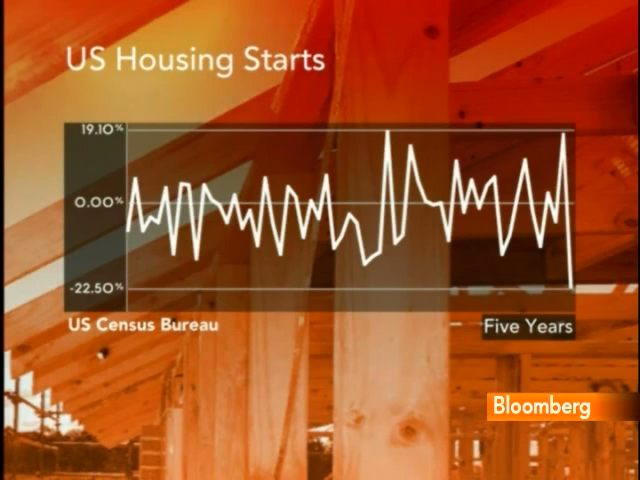 US Housing Starts
19.10%
0.00%
-22.50%
US Census Bureau
Five Years
Bloomberg